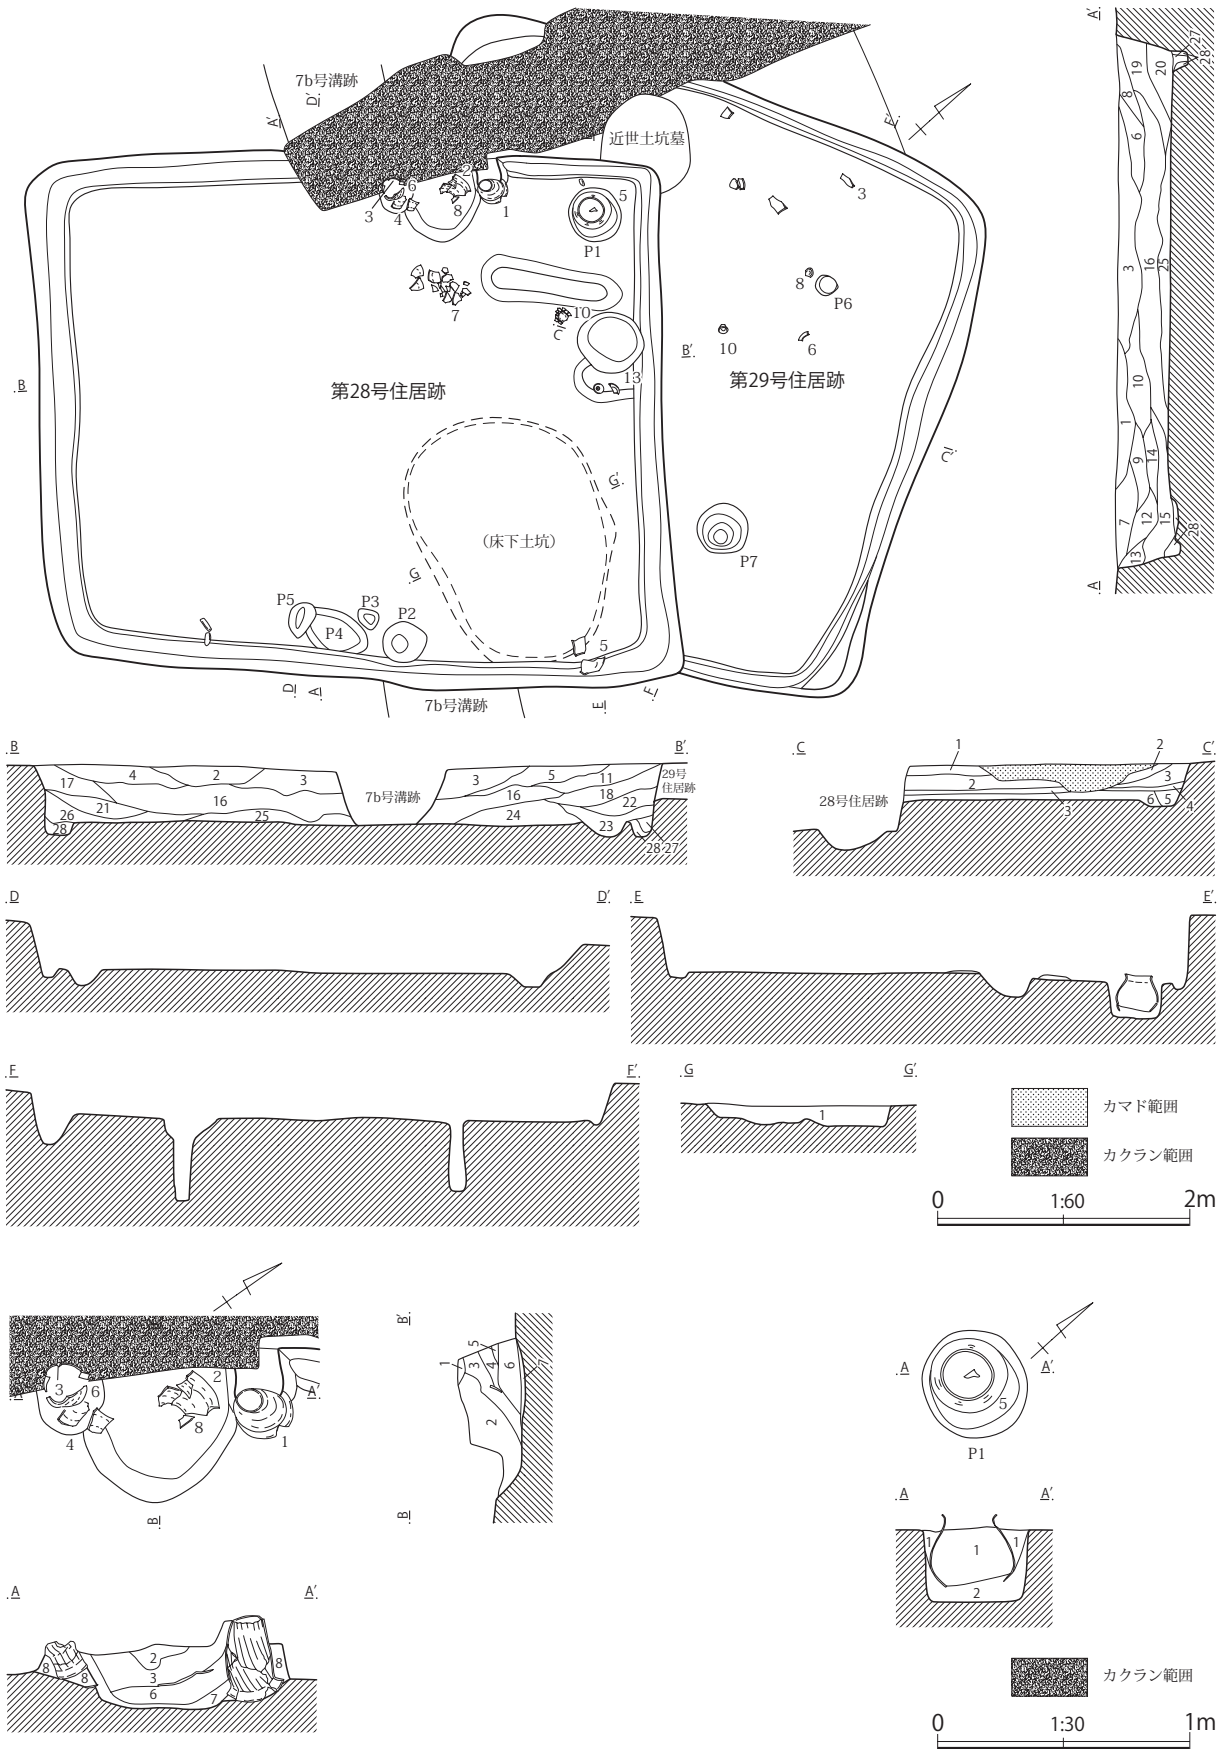 7b号溝跡
D′
A′
近世土坑墓
E′
A′
6
2
3
4
8
1
5
P1
3
7
10
C
8
P6
10
6
B′
13
B
第28号住居跡
第29号住居跡
C′
G′
(床下土坑)
G
P7
P5
P3
P4
P2
5
D
A
7b号溝跡
E
F
27
28
19
20
8
6
3
16
25
10
1
9
14
7
12
15
13
28
A
B
B′
17
4
2
3
7b号溝跡
3
5
11
29号
住居跡
21
16
16
18
22
26
25
24
23
28
28
27
C
C′
1
2
28号住居跡
2
3
3
6
5
4
D
D′
E
E′
F
F′
G
G′
1
カマド範囲
カクラン範囲
0
1:60
2m
3
6
2
A
A′
4
8
1
B
B′
1
5
3
4
6
7
2
B
A
A′
5
P1
A
A′
1
1
1
2
A
A′
8
8
2
3
6
7
8
カクラン範囲
0
1:30
1m